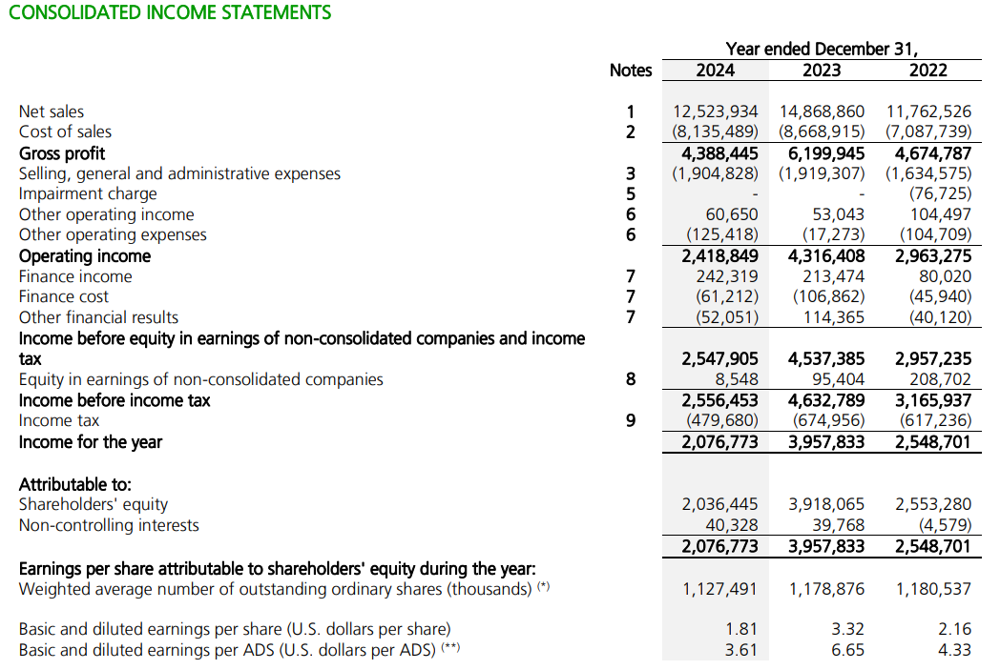 CONSOLIDATED INCOME STATEMENTS
Year ended December 31,
Notes 2024 2023 2022
Net sales 1 12,523,934 14,868,860 11,762,526
Cost of sales 2 (8,135,489) (8,668,915) (7,087,739)
Gross profit 4,388,445 6,199,945 4,674,787
Selling, general and administrative expenses 3 (1,904,828) (1,919,307) (1,634,575)
Impairment charge 5 - - (76,725)
Other operating income 6 60,650 53,043 104,497
Other operating expenses 6 (125,418) (17,273) (104,709)
Operating income 2,418,849 4,316,408 2,963,275
Finance income 7 242,319 213,474 80,020
Finance cost 7 (61,212) (106,862) (45,940)
Other financial results 7 (52,051) 114,365 (40,120)
Income before equity in earnings of non-consolidated companies and income
tax 2,547,905 4,537,385 2,957,235
Equity in earnings of non-consolidated companies 8 8,548 95,404 208,702
Income before income tax 2,556,453 4,632,789 3,165,937
Income tax 9 (479,680) (674,956) (617,236)
Income for the year 2,076,773 3,957,833 2,548,701
Attributable to:
Shareholders' equity 2,036,445 3,918,065 2,553,280
Non-controlling interests 40,328 39,768 (4,579)
2,076,773 3,957,833 2,548,701
Earnings per share attributable to shareholders' equity during the year:
Weighted average number of outstanding ordinary shares (thousands) (*) 1,127,491 1,178,876 1,180,537
Basic and diluted earnings per share (U.S. dollars per share) 1.81 3.32 2.16
Basic and diluted earnings per ADS (U.S. dollars per ADS) (**) 3.61 6.65 4.33